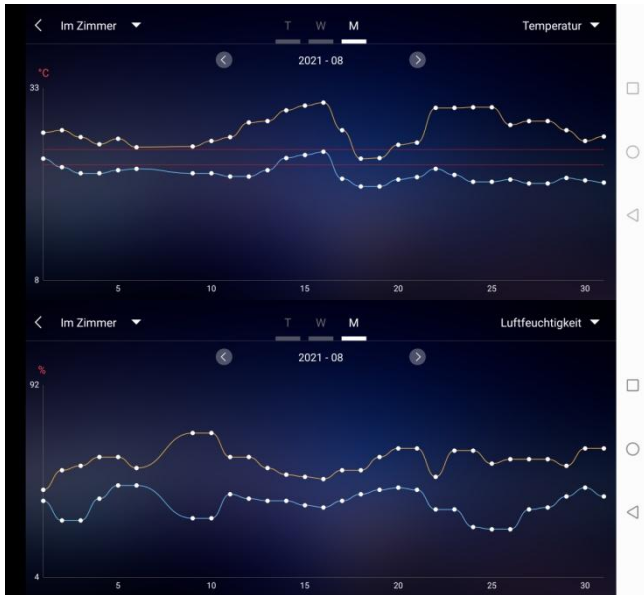 Im Zimmer
T W M
Temperatur
2021 - 08
°C
33
8
5 10 15 20 25 30
Im Zimmer
T W M
Luftfeuchtigkeit
2021 - 08
%
92
4
5 10 15 20 25 30